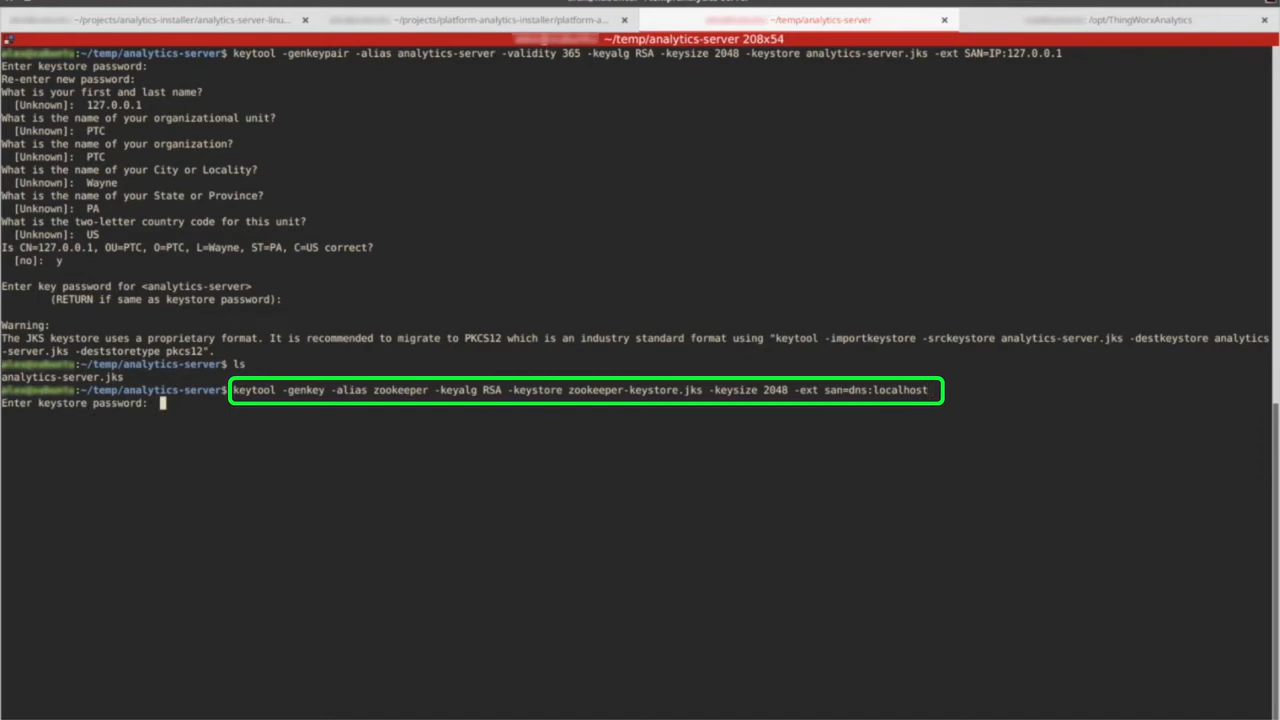 ~/projects/analytics-installer/analytics-server-linu... ×
~/projects/platform-analytics-installer/platform-a... ×
~/temp/analytics-server ×
/opt/ThingWorxAnalytics ×
~/temp/analytics-server 208x54
:~/temp/analytics-server$ keytool -genkeypair -alias analytics-server -validity 365 -keyalg RSA -keysize 2048 -keystore analytics-server.jks -ext SAN=IP:127.0.0.1
Enter keystore password:
Re-enter new password:
What is your first and last name?
[Unknown]: 127.0.0.1
What is the name of your organizational unit?
[Unknown]: PTC
What is the name of your organization?
[Unknown]: PTC
What is the name of your City or Locality?
[Unknown]: Wayne
What is the name of your State or Province?
[Unknown]: PA
What is the two-letter country code for this unit?
[Unknown]: US
Is CN=127.0.0.1, OU=PTC, O=PTC, L=Wayne, ST=PA, C=US correct?
[no]: y
Enter key password for <analytics-server>
(RETURN if same as keystore password):
Warning:
The JKS keystore uses a proprietary format. It is recommended to migrate to PKCS12 which is an industry standard format using "keytool -importkeystore -srckeystore analytics-server.jks -destkeystore analytics
-server.jks -deststoretype pkcs12".
:~/temp/analytics-server$ ls
analytics-server.jks
:~/temp/analytics-server$ keytool -genkey -alias zookeeper -keyalg RSA -keystore zookeeper-keystore.jks -keysize 2048 -ext san=dns:localhost
Enter keystore password: